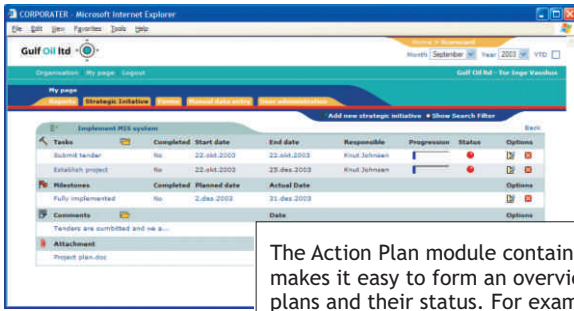 CORPORATER - Microsoft Internet Explorer
File Edit View Favorites Tools Help
Gulf Oil ltd
Home > Scorecard
Month September Year 2003 YTD
Organisation My page Logout
Gulf Oil ltd - Tor Inge Vasshus
My page
Reports Strategic Initative Forms Manual data entry User administration
Add new strategic initiative Show Search Filter
Implement MIS system Back
Tasks Completed Start date End date Responsible Progression Status Options
Submit tender No 22.okt.2003 22.okt.2003 Knut Johnsen
Establish project No 22.okt.2003 25.des.2003 Knut Johnsen
Milestones Completed Planned date Actual Date Options
Fully implemented No 2.des.2003 31.des.2003
Comments Date Options
Tenders are sumbitted and we a...
Attachment
Project plan.doc
The Action Plan module contain
makes it easy to form an overvie
plans and their status. For exam